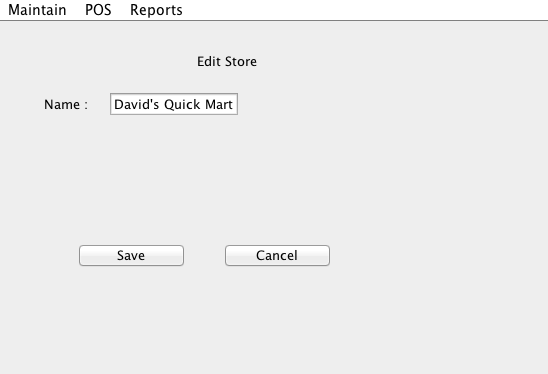 Maintain POS Reports
Edit Store
Name : David's Quick Mart
Save Cancel